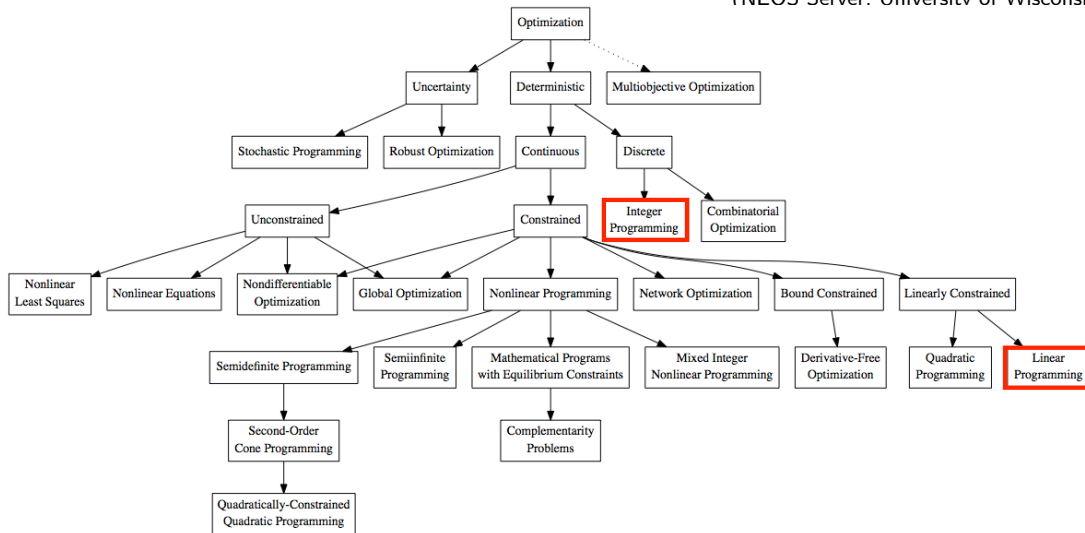 (NEOS Server: University of Wisconsi
Optimization
Uncertainty
Deterministic
Multiobjective Optimization
Stochastic Programming
Robust Optimization
Continuous
Discrete
Unconstrained
Constrained
Integer
Programming
Combinatorial
Optimization
Nonlinear
Least Squares
Nonlinear Equations
Nondifferentiable
Optimization
Global Optimization
Nonlinear Programming
Network Optimization
Bound Constrained
Linearly Constrained
Semidefinite Programming
Semiinfinite
Programming
Mathematical Programs
with Equilibrium Constraints
Mixed Integer
Nonlinear Programming
Derivative-Free
Optimization
Quadratic
Programming
Linear
Programming
Second-Order
Cone Programming
Complementarity
Problems
Quadratically-Constrained
Quadratic Programming